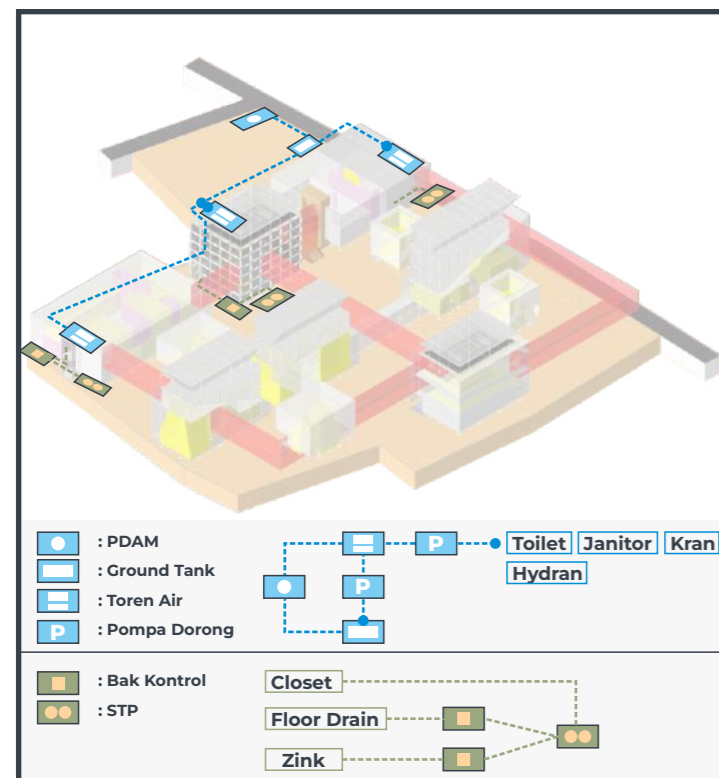 : PDAM
: Ground Tank
: Toren Air
P : Pompa Dorong
P
P
Toilet Janitor Kran
Hydran
: Bak Kontrol
: STP
Closet
Floor Drain
Zink